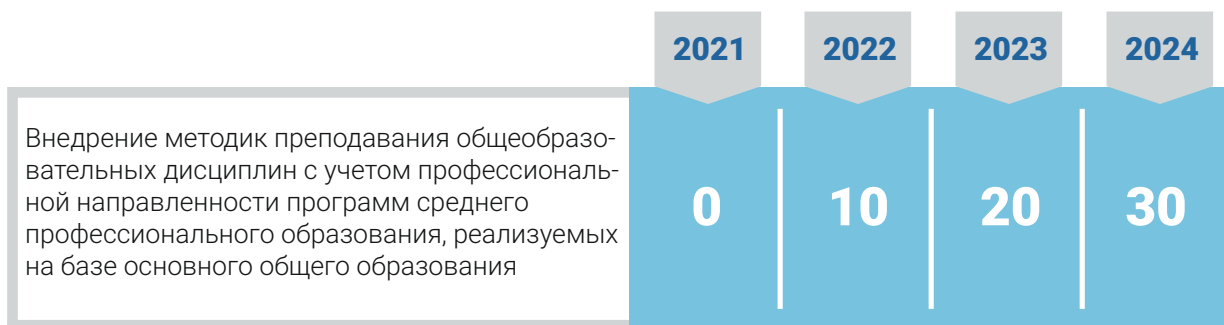 2021 2022 2023 2024
Внедрение методик преподавания общеобразо-
вательных дисциплин с учетом профессиональ-
ной направленности программ среднего
профессионального образования, реализуемых
на базе основного общего образования
0 10 20 30